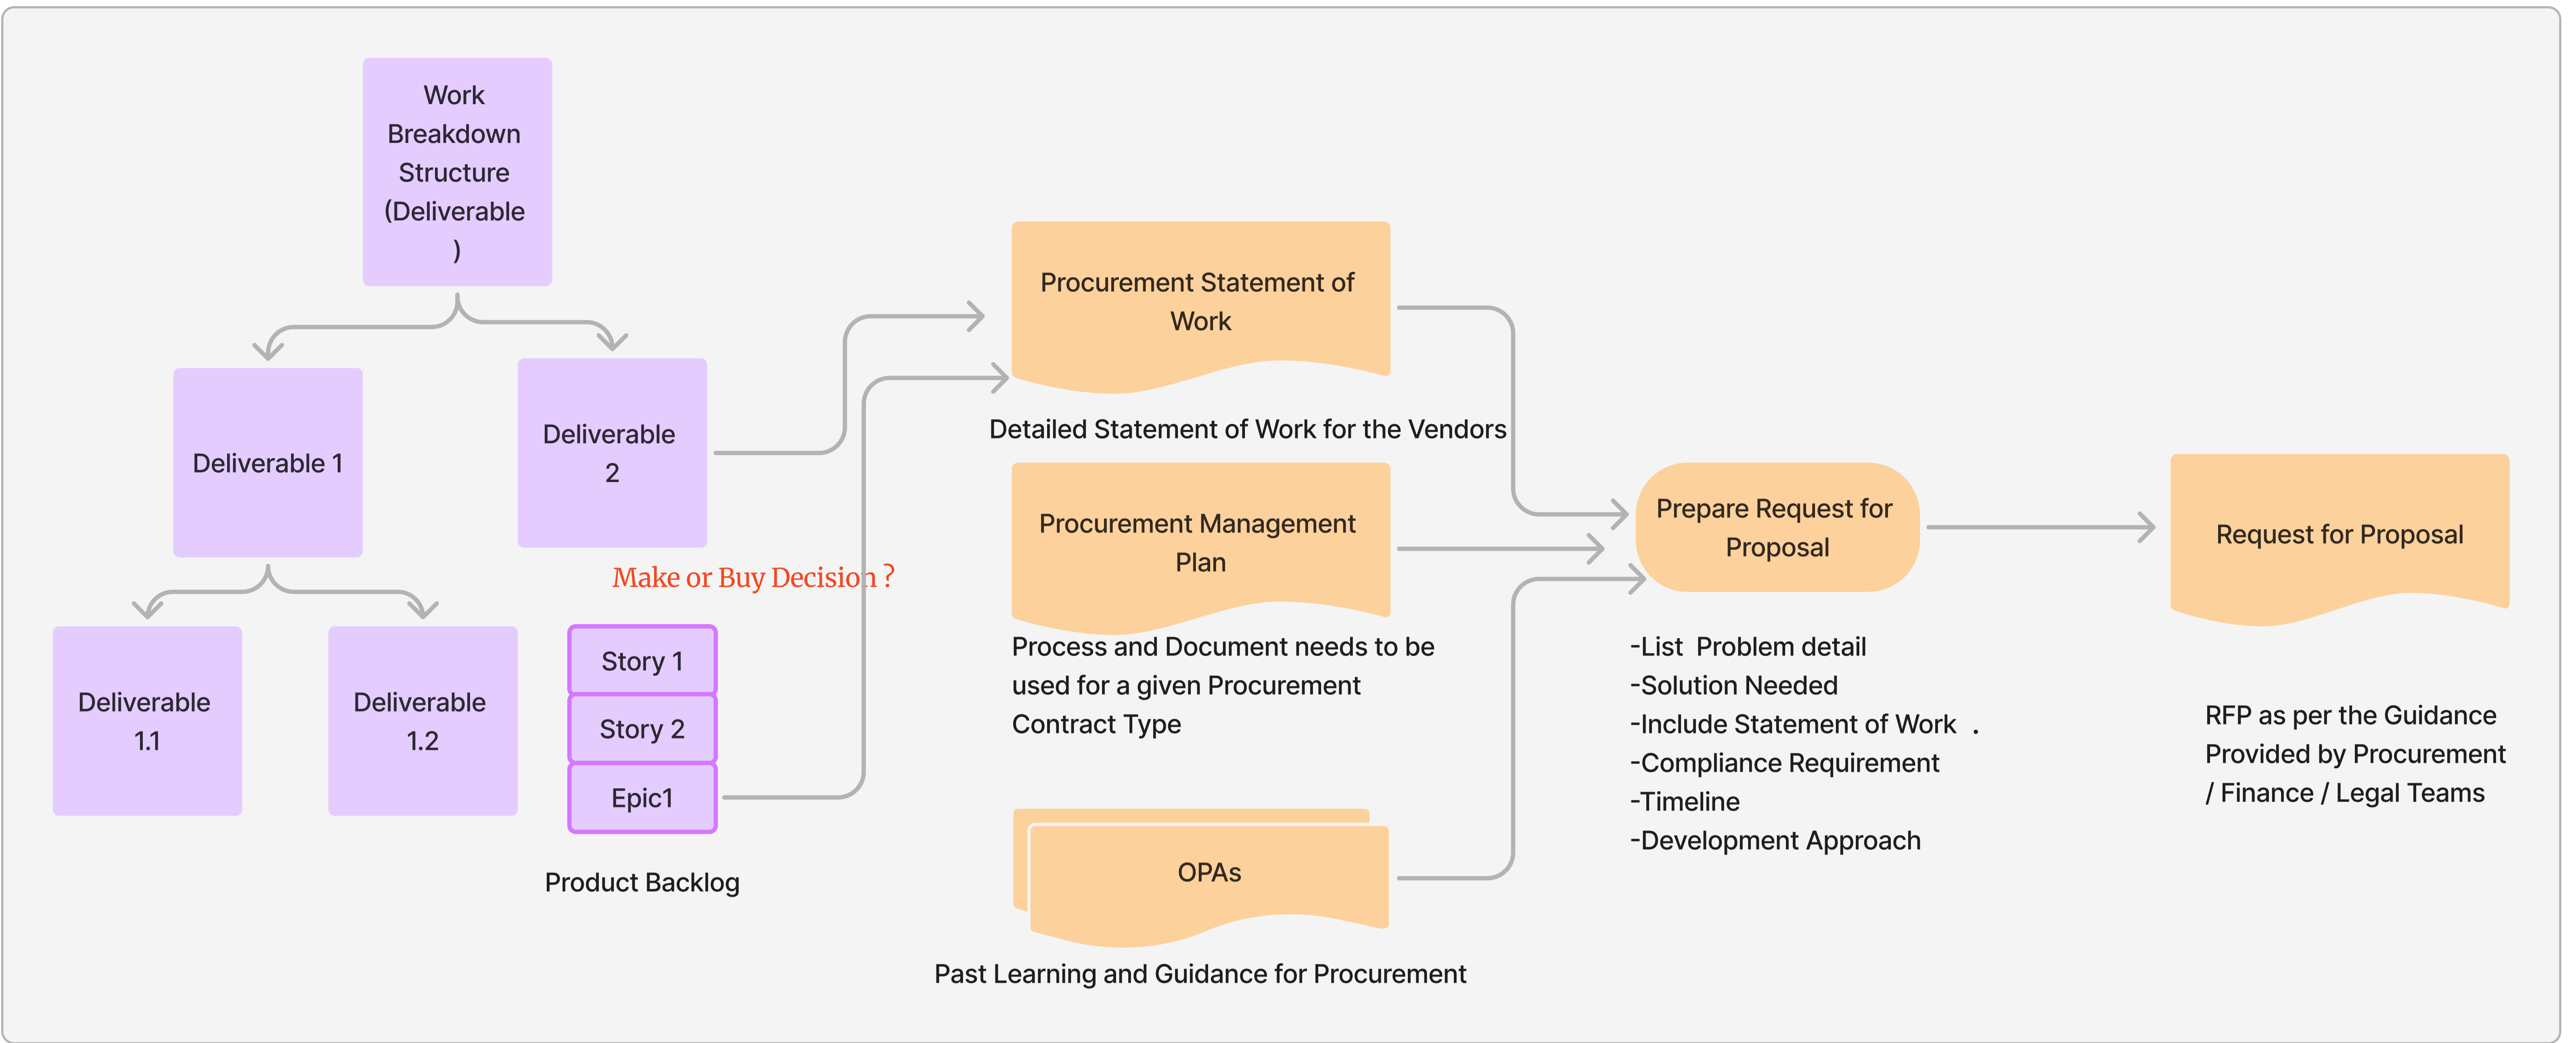 Work
Breakdown
Structure
(Deliverable
)
Deliverable 1
Deliverable
2
Deliverable
1.1
Deliverable
1.2
Make or Buy Decision ?
Story 1
Story 2
Epic1
Product Backlog
Procurement Statement of
Work
Detailed Statement of Work for the Vendors
Procurement Management
Plan
Process and Document needs to be
used for a given Procurement
Contract Type
OPAs
Past Learning and Guidance for Procurement
Prepare Request for
Proposal
-List  Problem detail
-Solution Needed
-Include Statement of Work  .
-Compliance Requirement
-Timeline
-Development Approach
Request for Proposal
RFP as per the Guidance
Provided by Procurement
/ Finance / Legal Teams